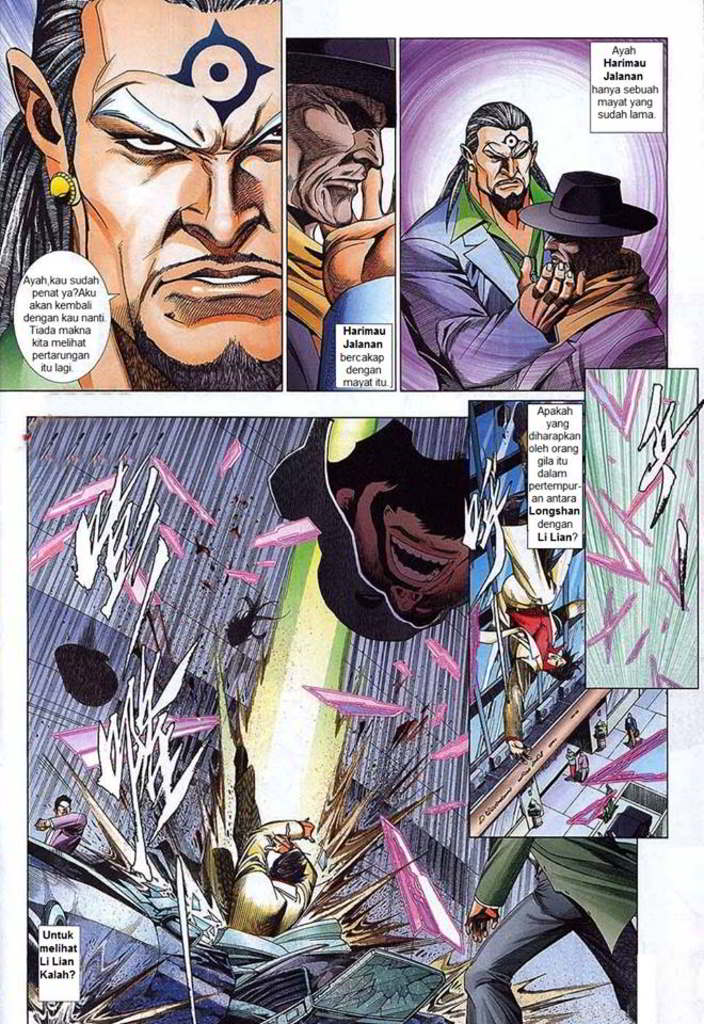 Ayah,kau sudah
penat ya?Aku
akan kembali
dengan kau nanti.
Tiada makna
kita melihat
pertarungan
itu lagi.
Harimau
Jalanan
bercakap
dengan
mayat itu.
Ayah
Harimau
Jalanan
hanya sebuah
mayat yang
sudah lama.
Apakah
yang
diharapkan
oleh orang
gila itu
dalam
pertempur-
an antara
Longshan
dengan
Li Lian?
Untuk
melihat
Li Lian
Kalah?